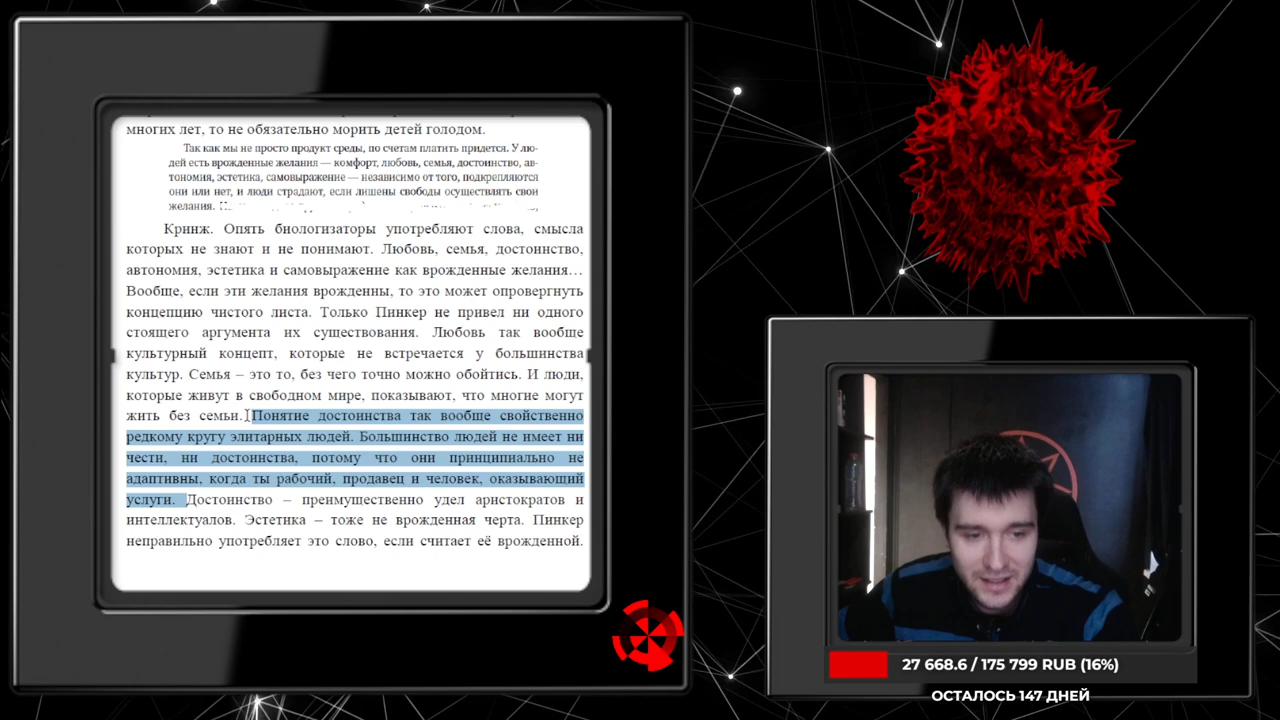 многих лет, то не обязательно морить детей голодом.
Так как мы не просто продукт среды, по счетам платить придется. У лю-
дей есть врожденные желания — комфорт, любовь, семья, достоинство, ав-
тономия, эстетика, самовыражение — независимо от того, подкрепляются
они или нет, и люди страдают, если лишены свободы осуществлять свои
желания.
Кринж. Опять биологизаторы употребляют слова, смысла
которых не знают и не понимают. Любовь, семья, достоинство,
автономия, эстетика и самовыражение как врожденные желания…
Вообще, если эти желания врожденны, то это может опровергнуть
концепцию чистого листа. Только Пинкер не привел ни одного
стоящего аргумента их существования. Любовь так вообще
культурный концепт, которые не встречается у большинства
культур. Семья – это то, без чего точно можно обойтись. И люди,
которые живут в свободном мире, показывают, что многие могут
жить без семьи. Понятие достоинства так вообще свойственно
редкому кругу элитарных людей. Большинство людей не имеет ни
чести, ни достоинства, потому что они принципиально не
адаптивны, когда ты рабочий, продавец и человек, оказывающий
услуги. Достоинство – преимущественно удел аристократов и
интеллектуалов. Эстетика – тоже не врожденная черта. Пинкер
неправильно употребляет это слово, если считает её врожденной.
27 668.6 / 175 799 RUB (16%)
ОСТАЛОСЬ 147 ДНЕЙ